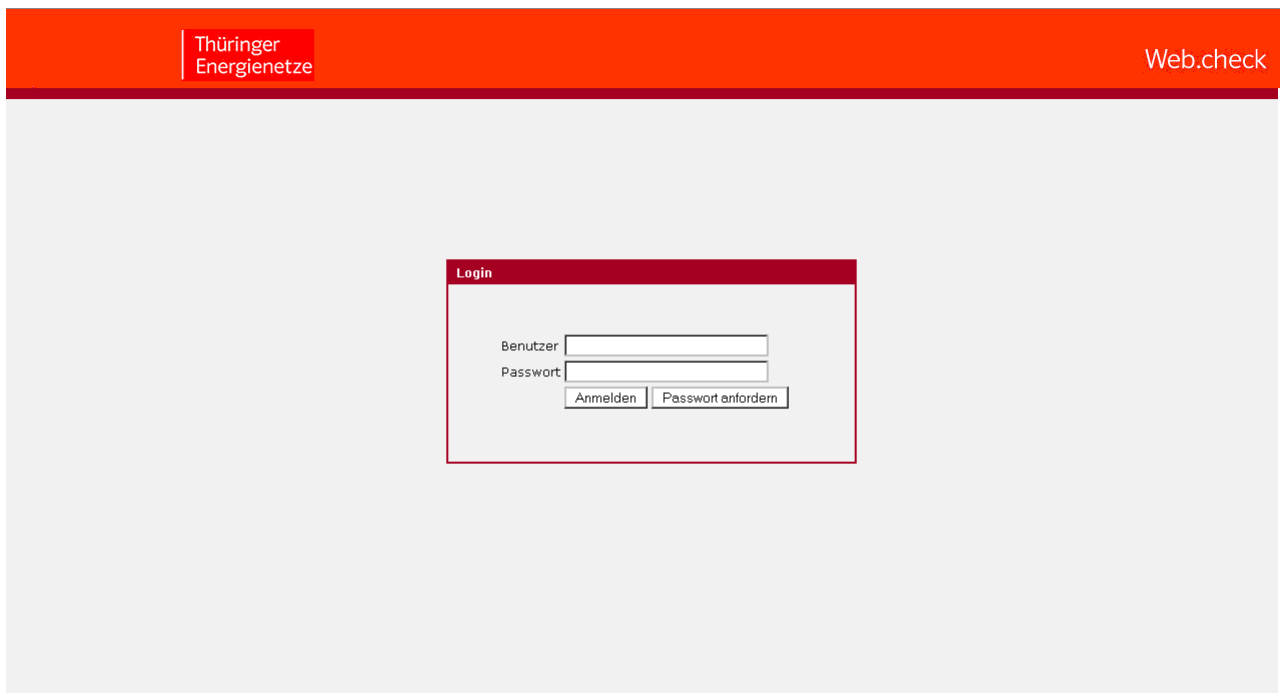 Thüringer
Energienetze
Web.check
Login
Benutzer
Passwort
Anmelden Passwort anfordern